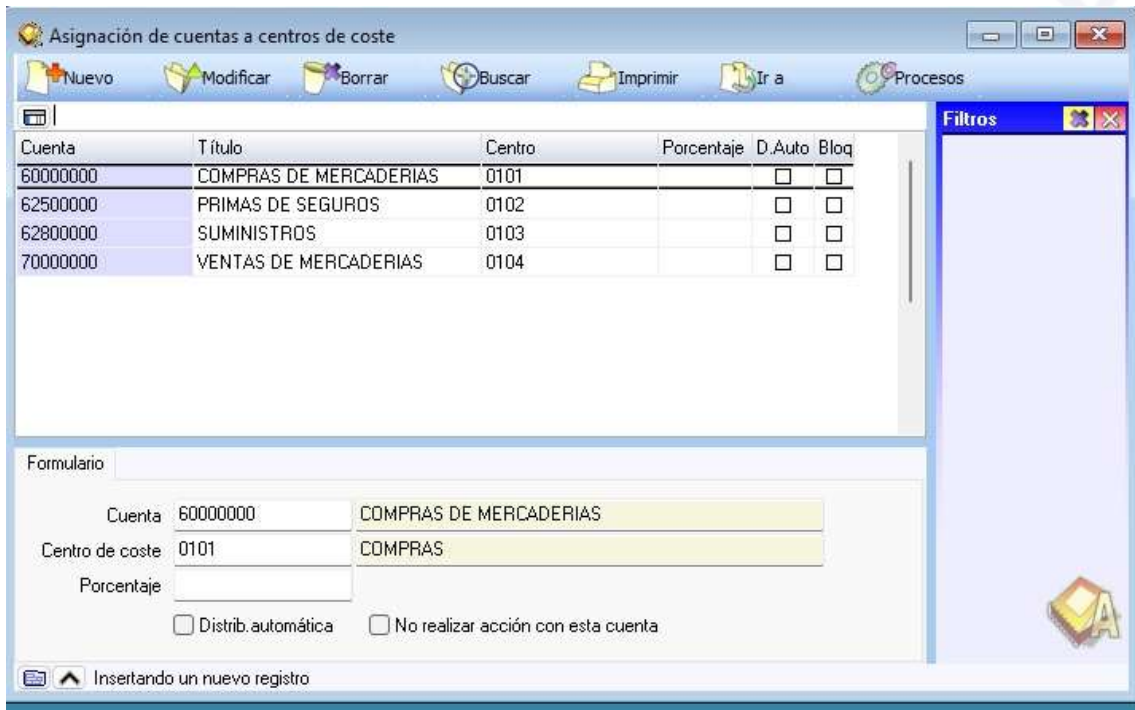 Asignación de cuentas a centros de coste
Nuevo Modificar Borrar Buscar Imprimir Ir a Procesos
Filtros
Cuenta Título Centro Porcentaje D.Auto Bloq
60000000 COMPRAS DE MERCADERIAS 0101
62500000 PRIMAS DE SEGUROS 0102
62800000 SUMINISTROS 0103
70000000 VENTAS DE MERCADERIAS 0104
Formulario
Cuenta 60000000 COMPRAS DE MERCADERIAS
Centro de coste 0101 COMPRAS
Porcentaje
Distrib.automática No realizar acción con esta cuenta
A
Insertando un nuevo registro